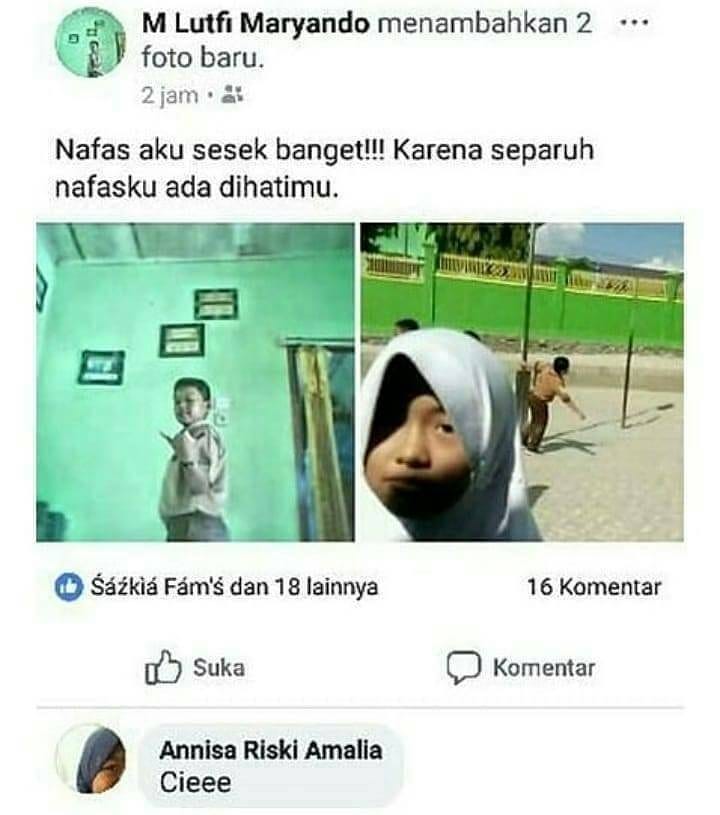 M Lutfi Maryando menambahkan 2
foto baru.
2 jam
Nafas aku sesek banget!!! Karena separuh
nafasku ada dihatimu.
Śáźkìá Fám'ś dan 18 lainnya
16 Komentar
Suka
Komentar
Annisa Riski Amalia
Cieee